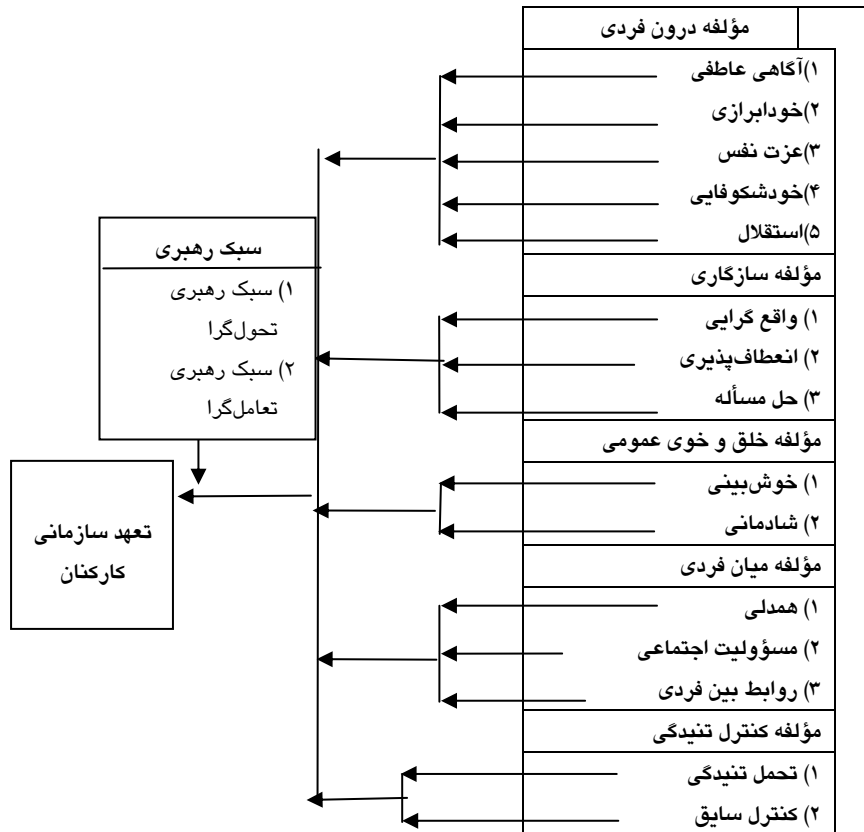 مؤلفه درون فردی
۱)آگاهی عاطفی
۲)خودابرازی
۳)عزت نفس
۴)خودشکوفایی
۵)استقلال
مؤلفه سازگاری
۱) واقع گرایی
۲) انعطاف‌پذیری
۳) حل مسأله
مؤلفه خلق و خوی عمومی
۱) خوش‌بینی
۲) شادمانی
مؤلفه میان فردی
۱) همدلی
۲) مسؤولیت اجتماعی
۳) روابط بین فردی
مؤلفه کنترل تنیدگی
۱) تحمل تنیدگی
۲) کنترل سایق
سبک رهبری
۱) سبک رهبری
تحول‌گرا
۲) سبک رهبری
تعامل‌گرا
تعهد سازمانی
کارکنان